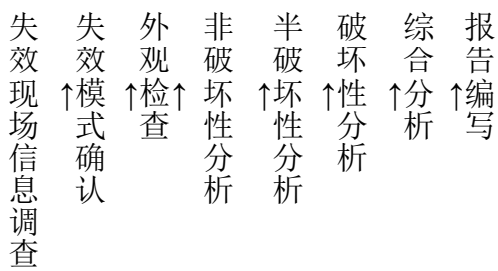 失效现场信息调查
↑
失效模式确认
↑
外观检查
↑
非破坏性分析
↑
半破坏性分析
↑
破坏性分析
↑
综合分析
↑
报告编写